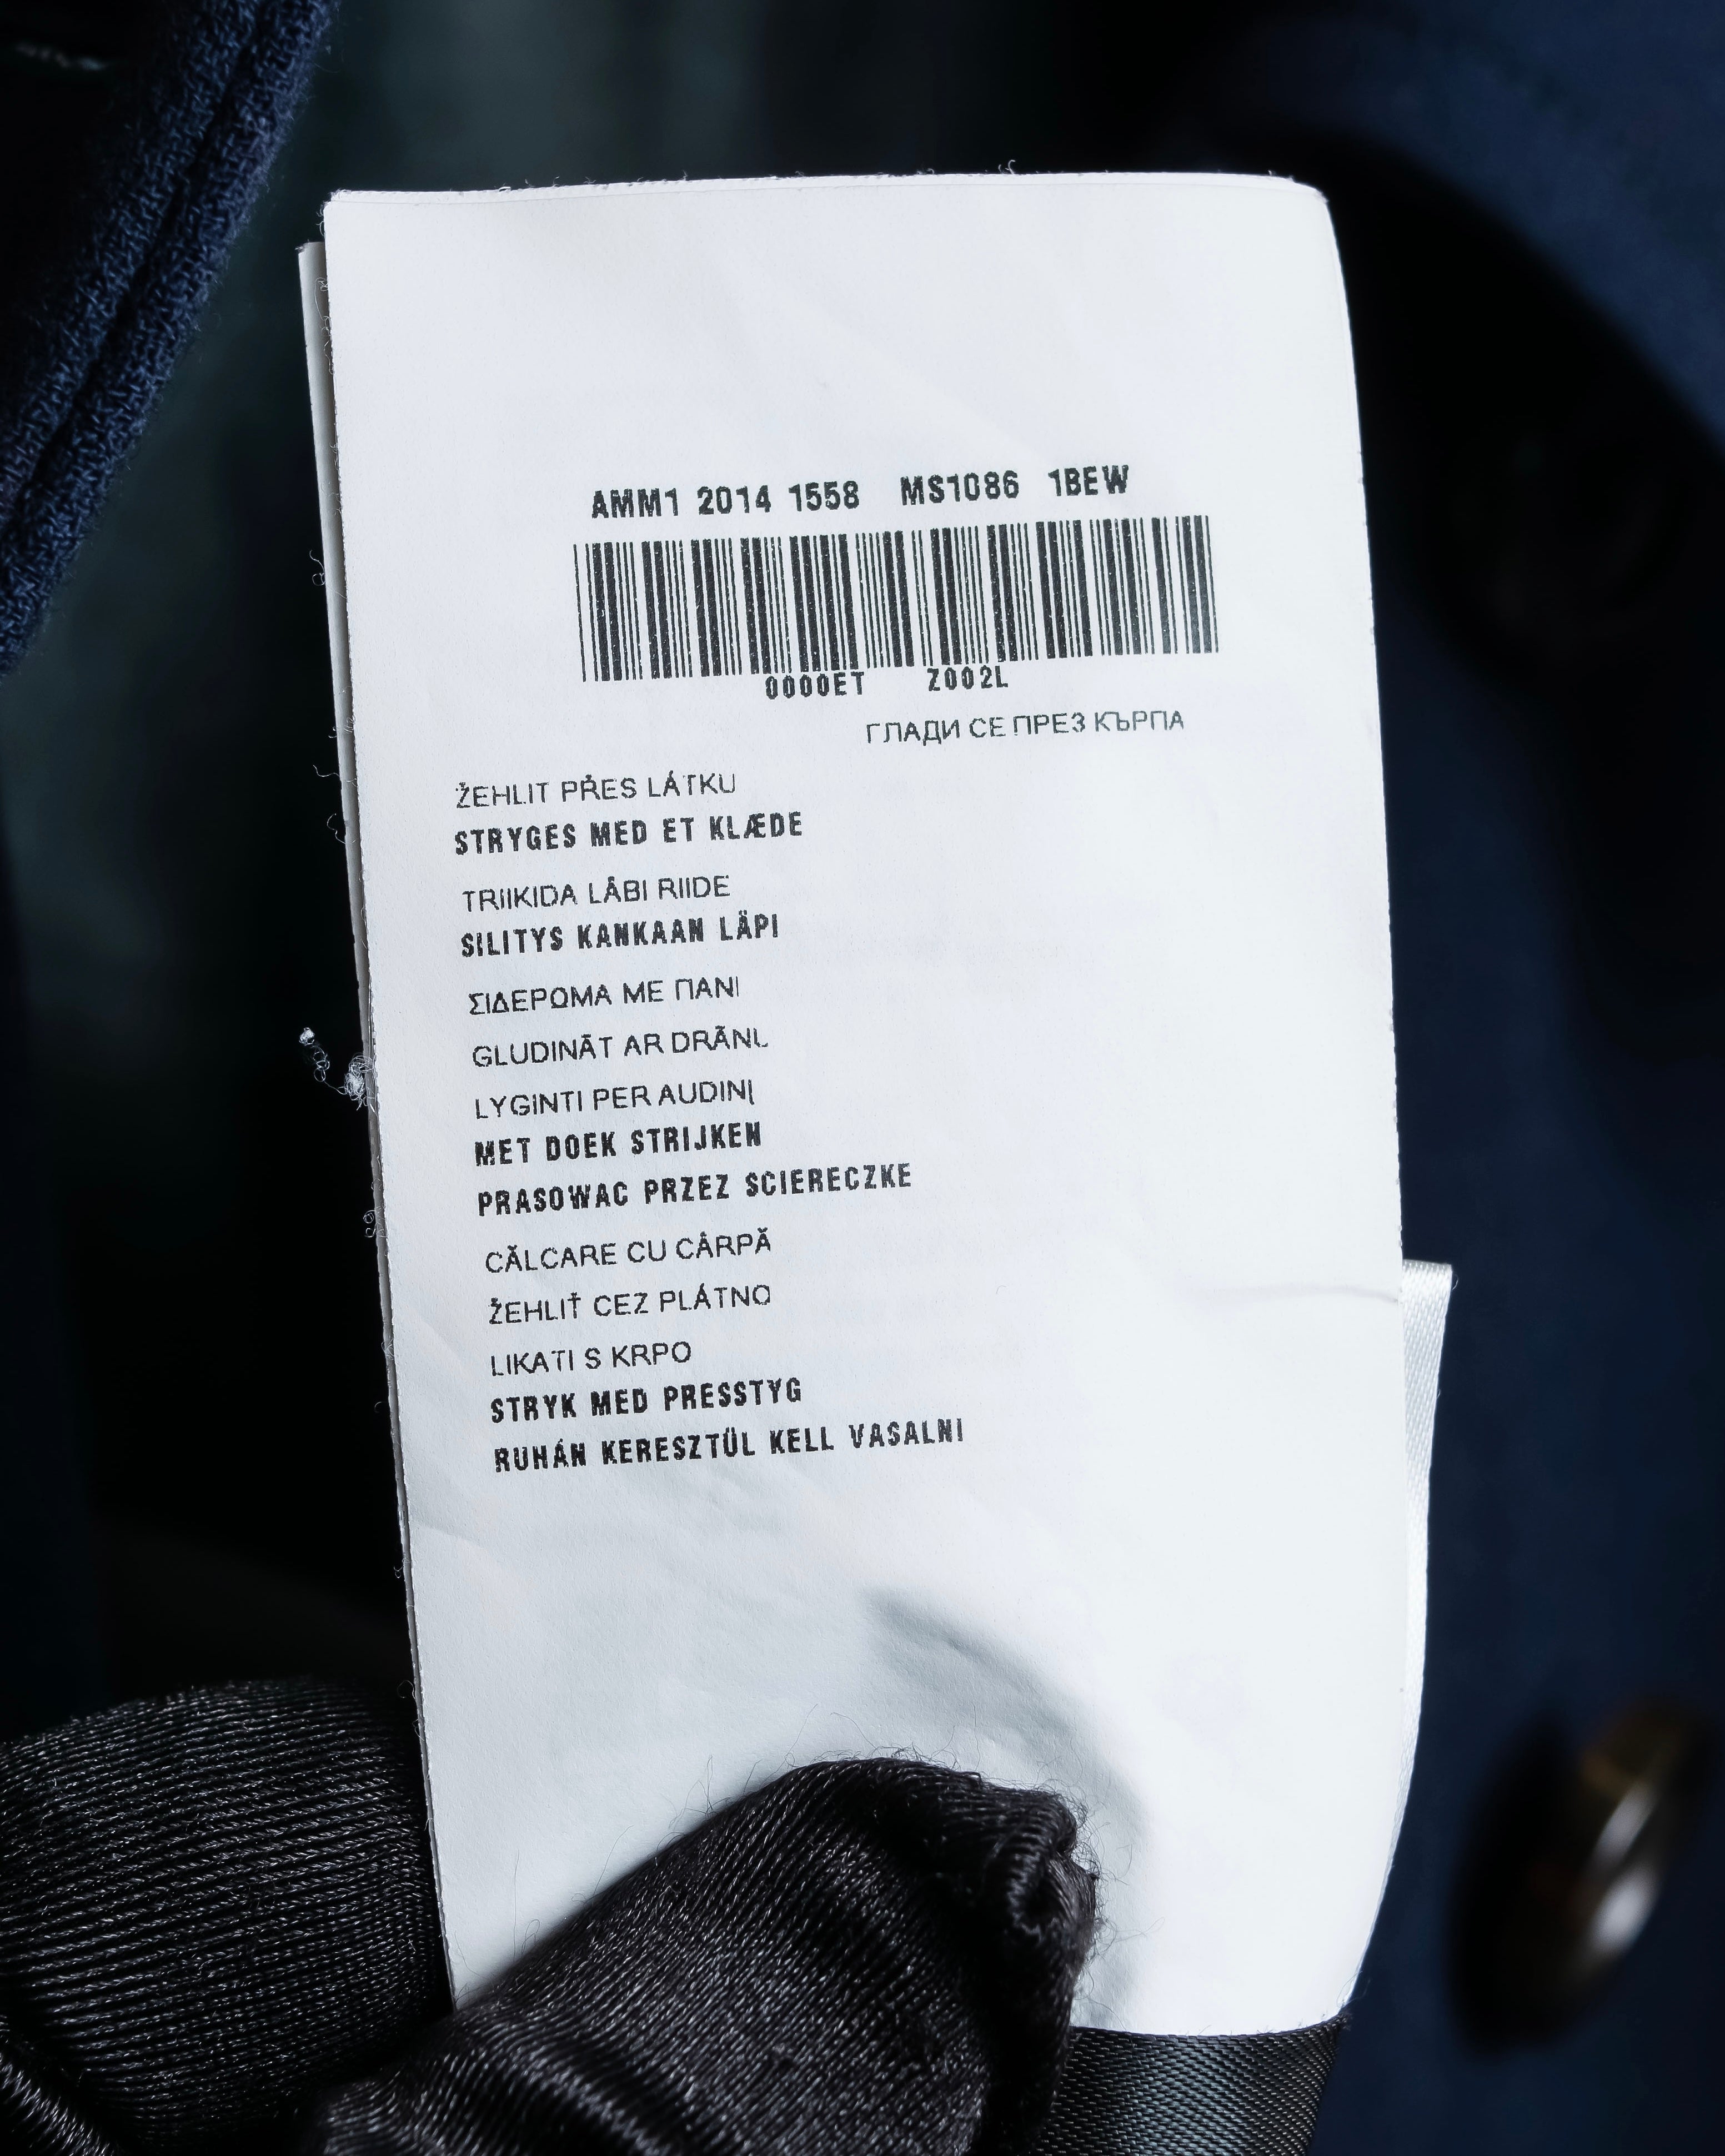 AMM1 2014 1558 MS1086 1BEW
0000ET Z002L
ГЛАДИ СЕ ПРЕЗ КЪРПА
ŽEHLIT PŘES LÁTKU
STRYGES MED ET KLÆDE
TRIIKIDA LÄBI RIIDE
SILITYS KANKAAN LÄPI
ΣΙΔΕΡΩΜΑ ΜΕ ΠΑΝΙ
GLUDINĀT AR DRĀNU
LYGINTI PER AUDINĮ
MET DOEK STRIJKEN
PRASOWAC PRZEZ SCIERECZKE
CĂLCARE CU CÂRPĂ
ŽEHLIŤ CEZ PLÁTNO
LIKATI S KRPO
STRYK MED PRESSTYG
RUHÁN KERESZTÜL KELL VASALNI